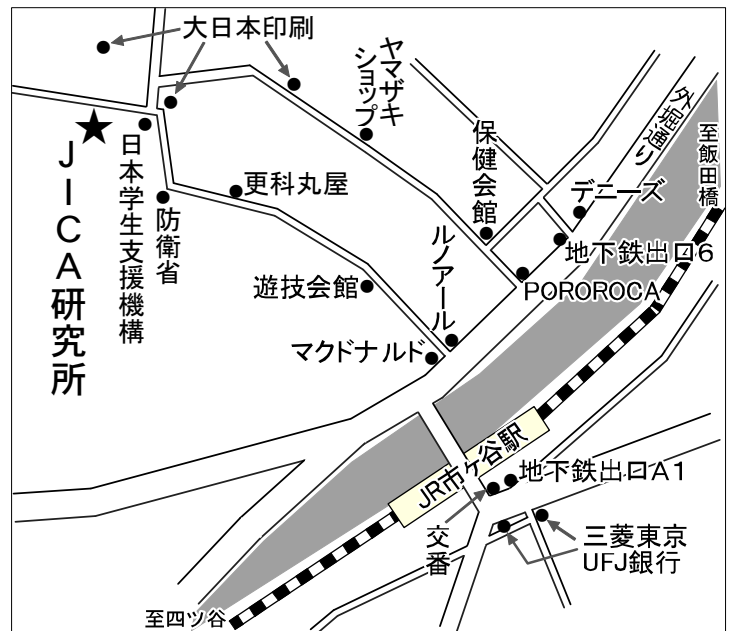 大日本印刷
ヤマザキ
ショップ
外堀通り
至飯田橋
保健会館
デニーズ
JICA研究所
日本学生支援機構
更科丸屋
防衛省
ルノアール
地下鉄出口6
遊技会館
POROROCA
マクドナルド
JR市ヶ谷駅
地下鉄出口A1
交番
三菱東京
UFJ銀行
至四ツ谷